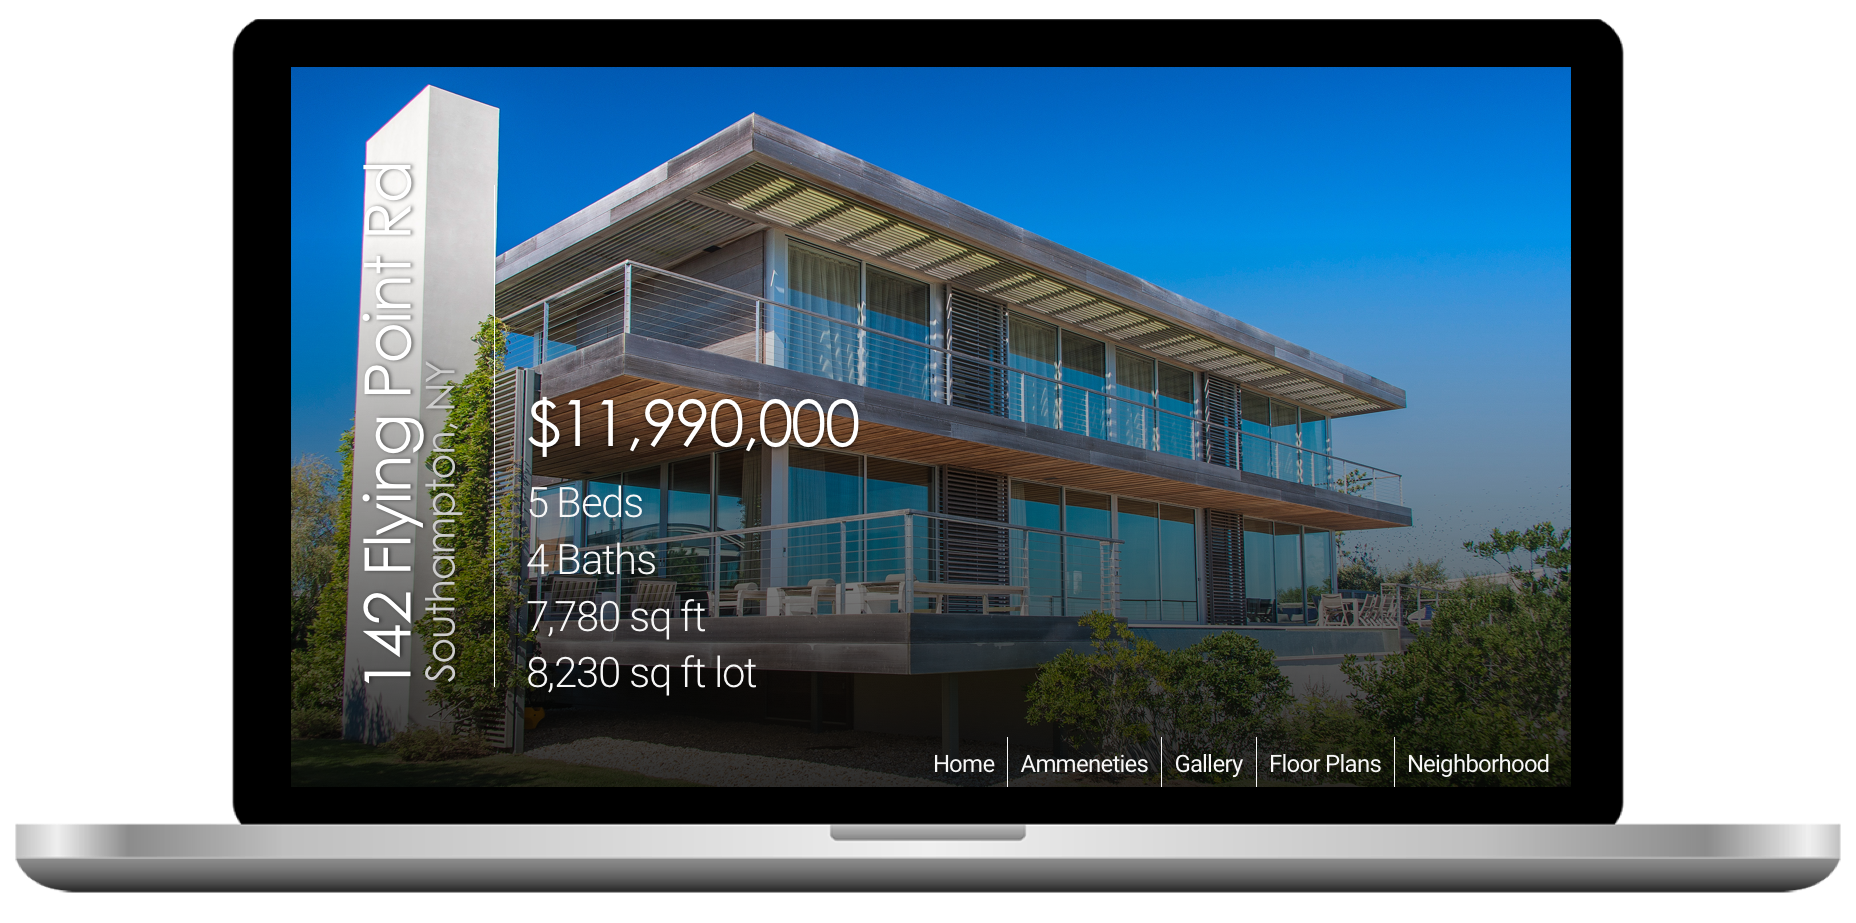 142 Flying Point Rd
Southampton, NY
$11,990,000
5 Beds
4 Baths
7,780 sq ft
8,230 sq ft lot
Home
Ammeneties
Gallery
Floor Plans
Neighborhood